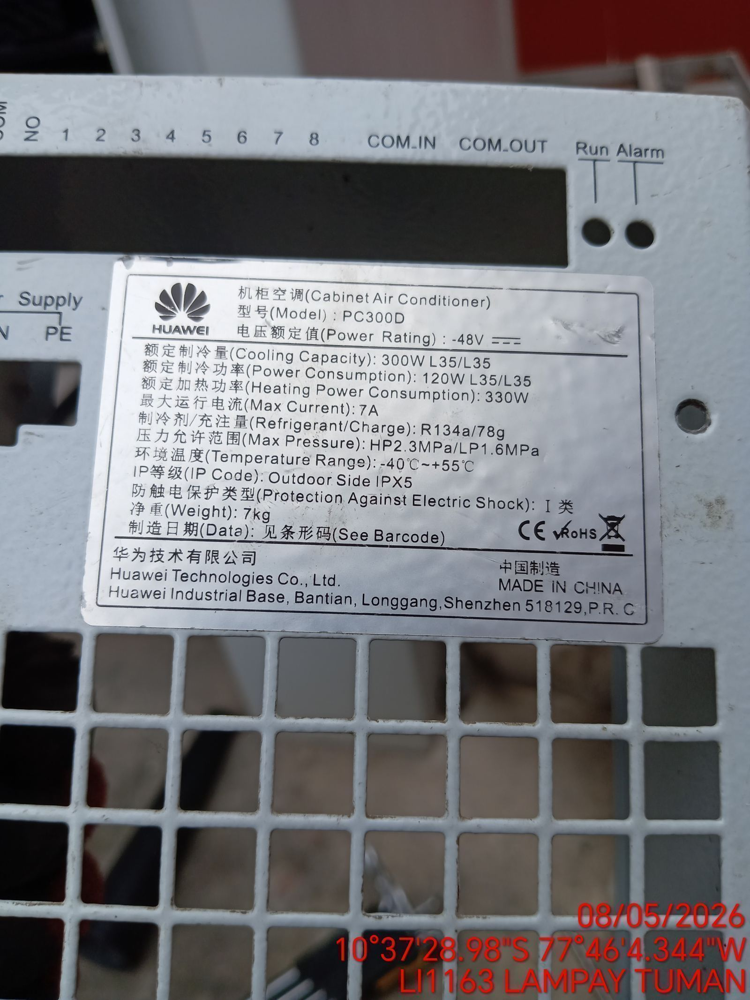 COM NO 1 2 3 4 5 6 7 8 COM_IN COM_OUT Run Alarm
Supply
N PE
HUAWEI
机柜空调(Cabinet Air Conditioner)
型号(Model) : PC300D
电压额定值(Power Rating) : -48V
额定制冷量(Cooling Capacity): 300W L35/L35
额定制冷功率(Power Consumption): 120W L35/L35
额定加热功率(Heating Power Consumption): 330W
最大运行电流(Max Current): 7A
制冷剂/充注量(Refrigerant/Charge): R134a/78g
压力允许范围(Max Pressure): HP2.3MPa/LP1.6MPa
环境温度(Temperature Range): -40℃~+55℃
IP等级(IP Code): Outdoor Side IPX5
防触电保护类型(Protection Against Electric Shock): I 类
净重(Weight): 7kg
制造日期(Data): 见条形码(See Barcode)
CE RoHS
华为技术有限公司
中国制造
Huawei Technologies Co., Ltd.
MADE IN CHINA
Huawei Industrial Base, Bantian, Longgang,Shenzhen 518129,P.R. C
08/05/2026
10°37'28.98"S 77°46'4.344"W
LI1163 LAMPAY TUMAN